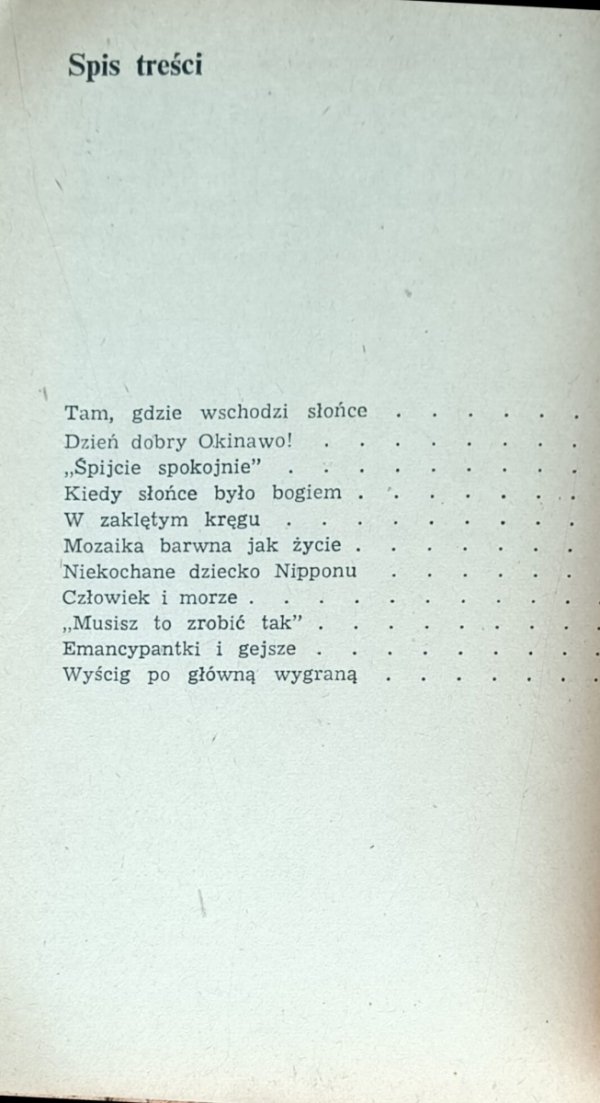 Spis treści
Tam, gdzie wschodzi słońce . . . . . .
Dzień dobry Okinawo! . . . . . . . .
„Śpijcie spokojnie” . . . . . . . . .
Kiedy słońce było bogiem . . . . . . .
W zaklętym kręgu . . . . . . . . .
Mozaika barwna jak życie . . . . . . .
Niekochane dziecko Nipponu . . . . . .
Człowiek i morze . . . . . . . . . . .
„Musisz to zrobić tak” . . . . . . . . .
Emancypantki i gejsze . . . . . . . . .
Wyścig po główną wygraną . . . . . . .